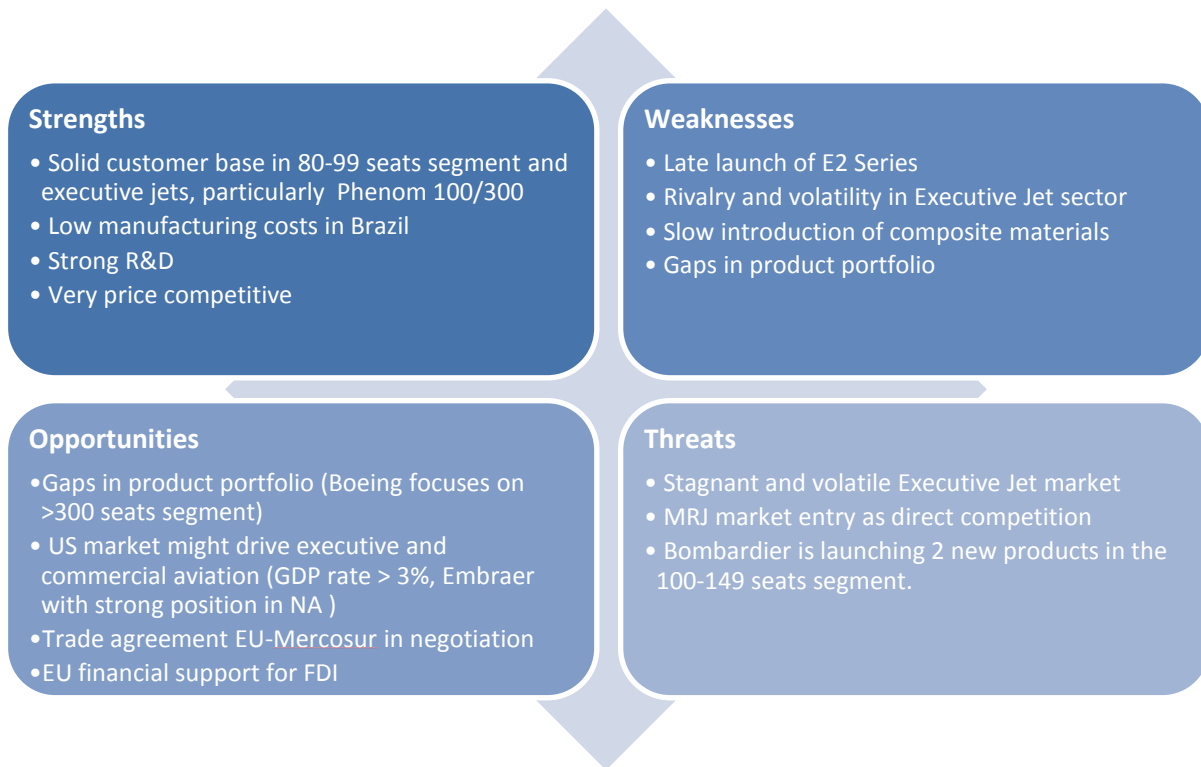 Strengths
• Solid customer base in 80-99 seats segment and
executive jets, particularly Phenom 100/300
• Low manufacturing costs in Brazil
• Strong R&D
• Very price competitive
Weaknesses
• Late launch of E2 Series
• Rivalry and volatility in Executive Jet sector
• Slow introduction of composite materials
• Gaps in product portfolio
Opportunities
•Gaps in product portfolio (Boeing focuses on
>300 seats segment)
• US market might drive executive and
commercial aviation (GDP rate > 3%, Embraer
with strong position in NA )
•Trade agreement EU-Mercosur in negotiation
•EU financial support for FDI
Threats
• Stagnant and volatile Executive Jet market
• MRJ market entry as direct competition
• Bombardier is launching 2 new products in the
100-149 seats segment.